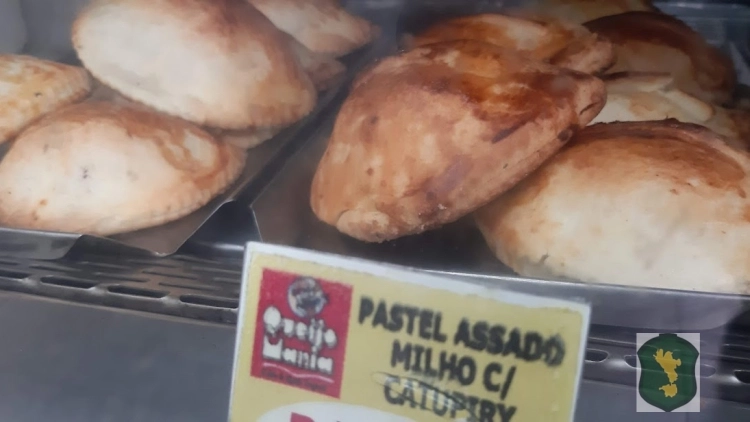 Queijo
Mania
PASTEL ASSADO
MILHO C/
CATUPIRY